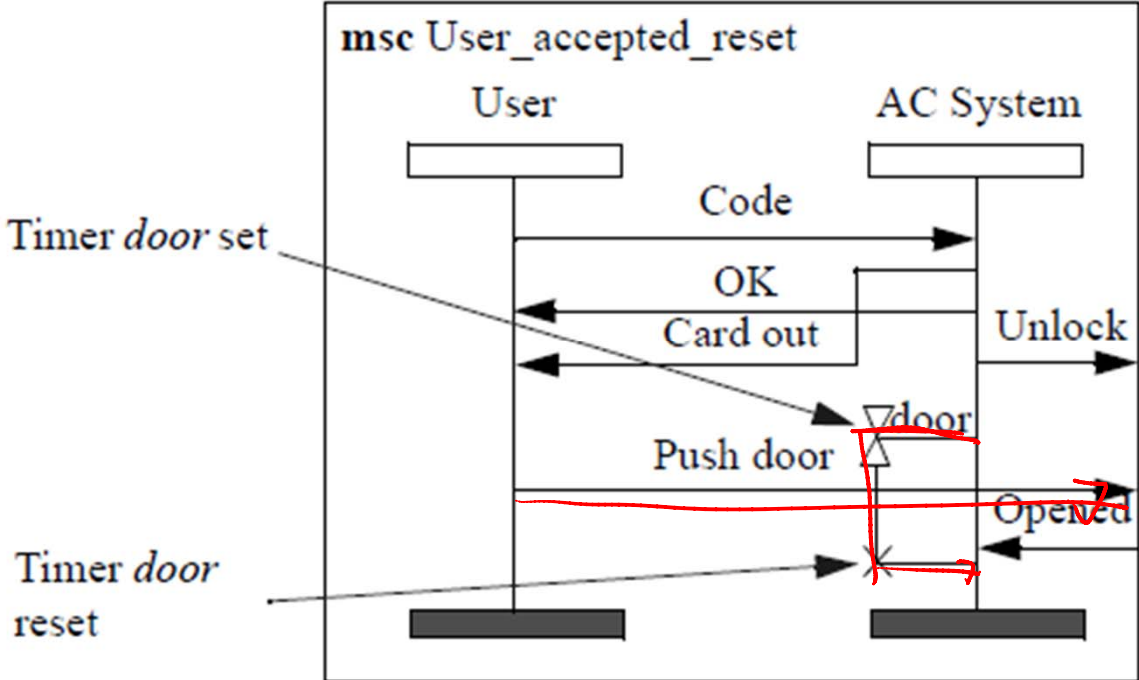 msc User_accepted_reset
User
AC System
Code
Timer door set
OK
Unlock
Card out
door
Push door
Opened
Timer door
reset